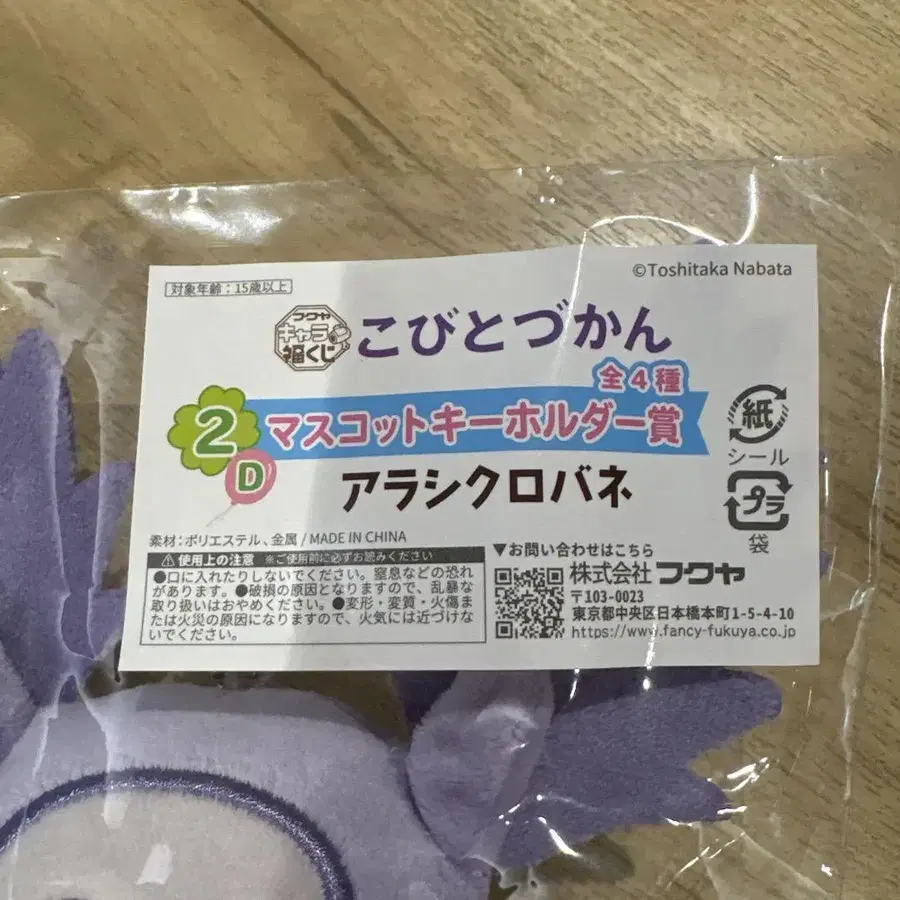 ©Toshitaka Nabata
対象年齢:15歳以上
フクヤ
キャラ
福くじ
こびとづかん
全4種
2
D
マスコットキーホルダー賞
アラシクロバネ
紙
シール
プラ
袋
素材:ポリエステル、金属/MADE IN CHINA
使用上の注意 ※ご使用前に必ずお読みください
●口に入れたりしないでください。窒息などの恐れ
があります。●破損の原因となりますので、乱暴な
取り扱いはおやめください。●変形・変質・火傷ま
たは火災の原因になりますので、火気には近づけな
いでください。
▼お問い合わせはこちら
株式会社フクヤ
〒103-0023
東京都中央区日本橋本町1-5-4-10
https://www.fancy-fukuya.co.jp